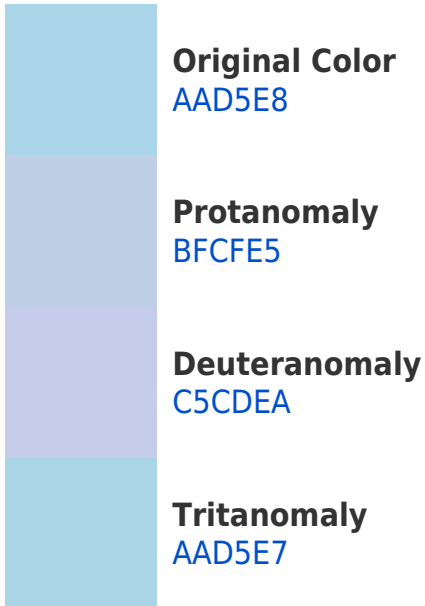 Original Color
AAD5E8
Protanomaly
BFCFE5
Deuteranomaly
C5CDEA
Tritanomaly
AAD5E7